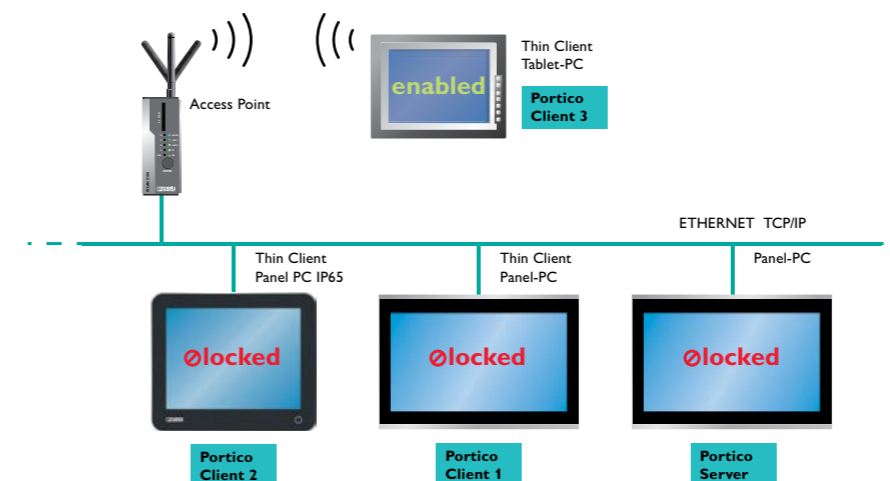 Access Point
enabled
Thin Client
Tablet-PC
Portico
Client 3
ETHERNET TCP/IP
Thin Client
Panel PC IP65
Thin Client
Panel-PC
Panel-PC
⊘locked
⊘locked
⊘locked
Portico
Client 2
Portico
Client 1
Portico
Server